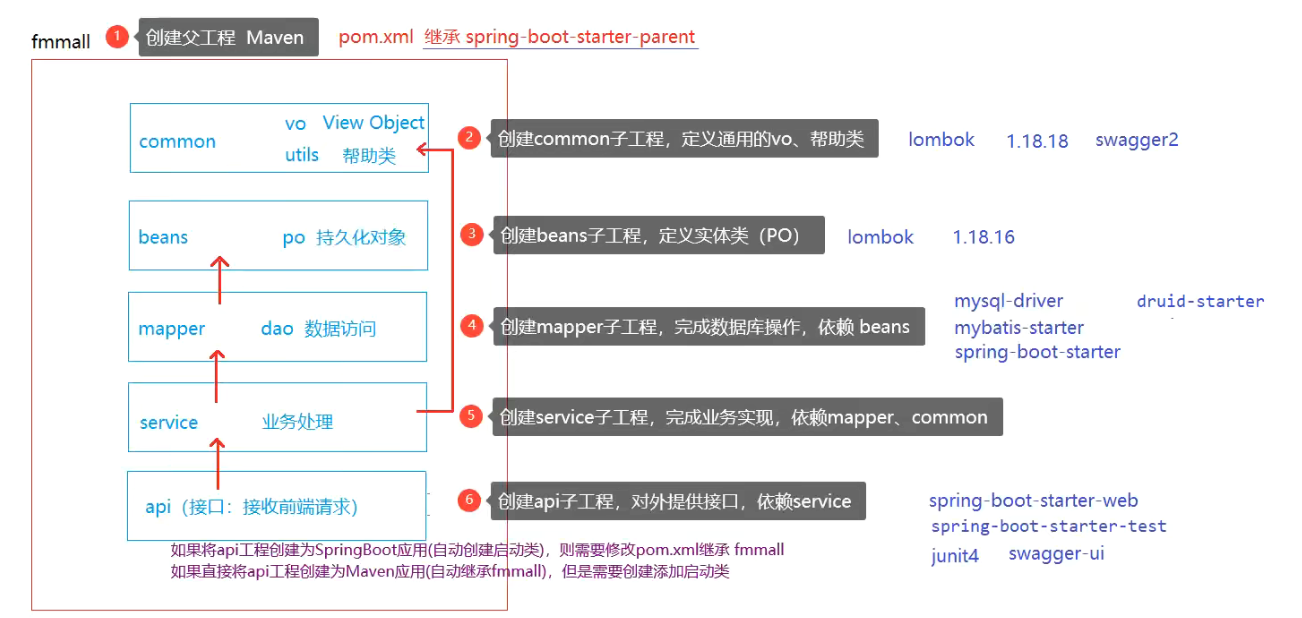 fmmall 1 创建父工程 Maven pom.xml 继承 spring-boot-starter-parent
common vo View Object
utils 帮助类
2 创建common子工程，定义通用的vo、帮助类 lombok 1.18.18 swagger2
beans po 持久化对象
3 创建beans子工程，定义实体类（PO） lombok 1.18.16
mapper dao 数据访问
4 创建mapper子工程，完成数据库操作，依赖 beans
mysql-driver druid-starter
mybatis-starter
spring-boot-starter
service 业务处理
5 创建service子工程，完成业务实现，依赖mapper、common
api（接口：接收前端请求）
6 创建api子工程，对外提供接口，依赖service
spring-boot-starter-web
spring-boot-starter-test
junit4 swagger-ui
如果将api工程创建为SpringBoot应用(自动创建启动类)，则需要修改pom.xml继承 fmmall
如果直接将api工程创建为Maven应用(自动继承fmmall)，但是需要创建添加启动类